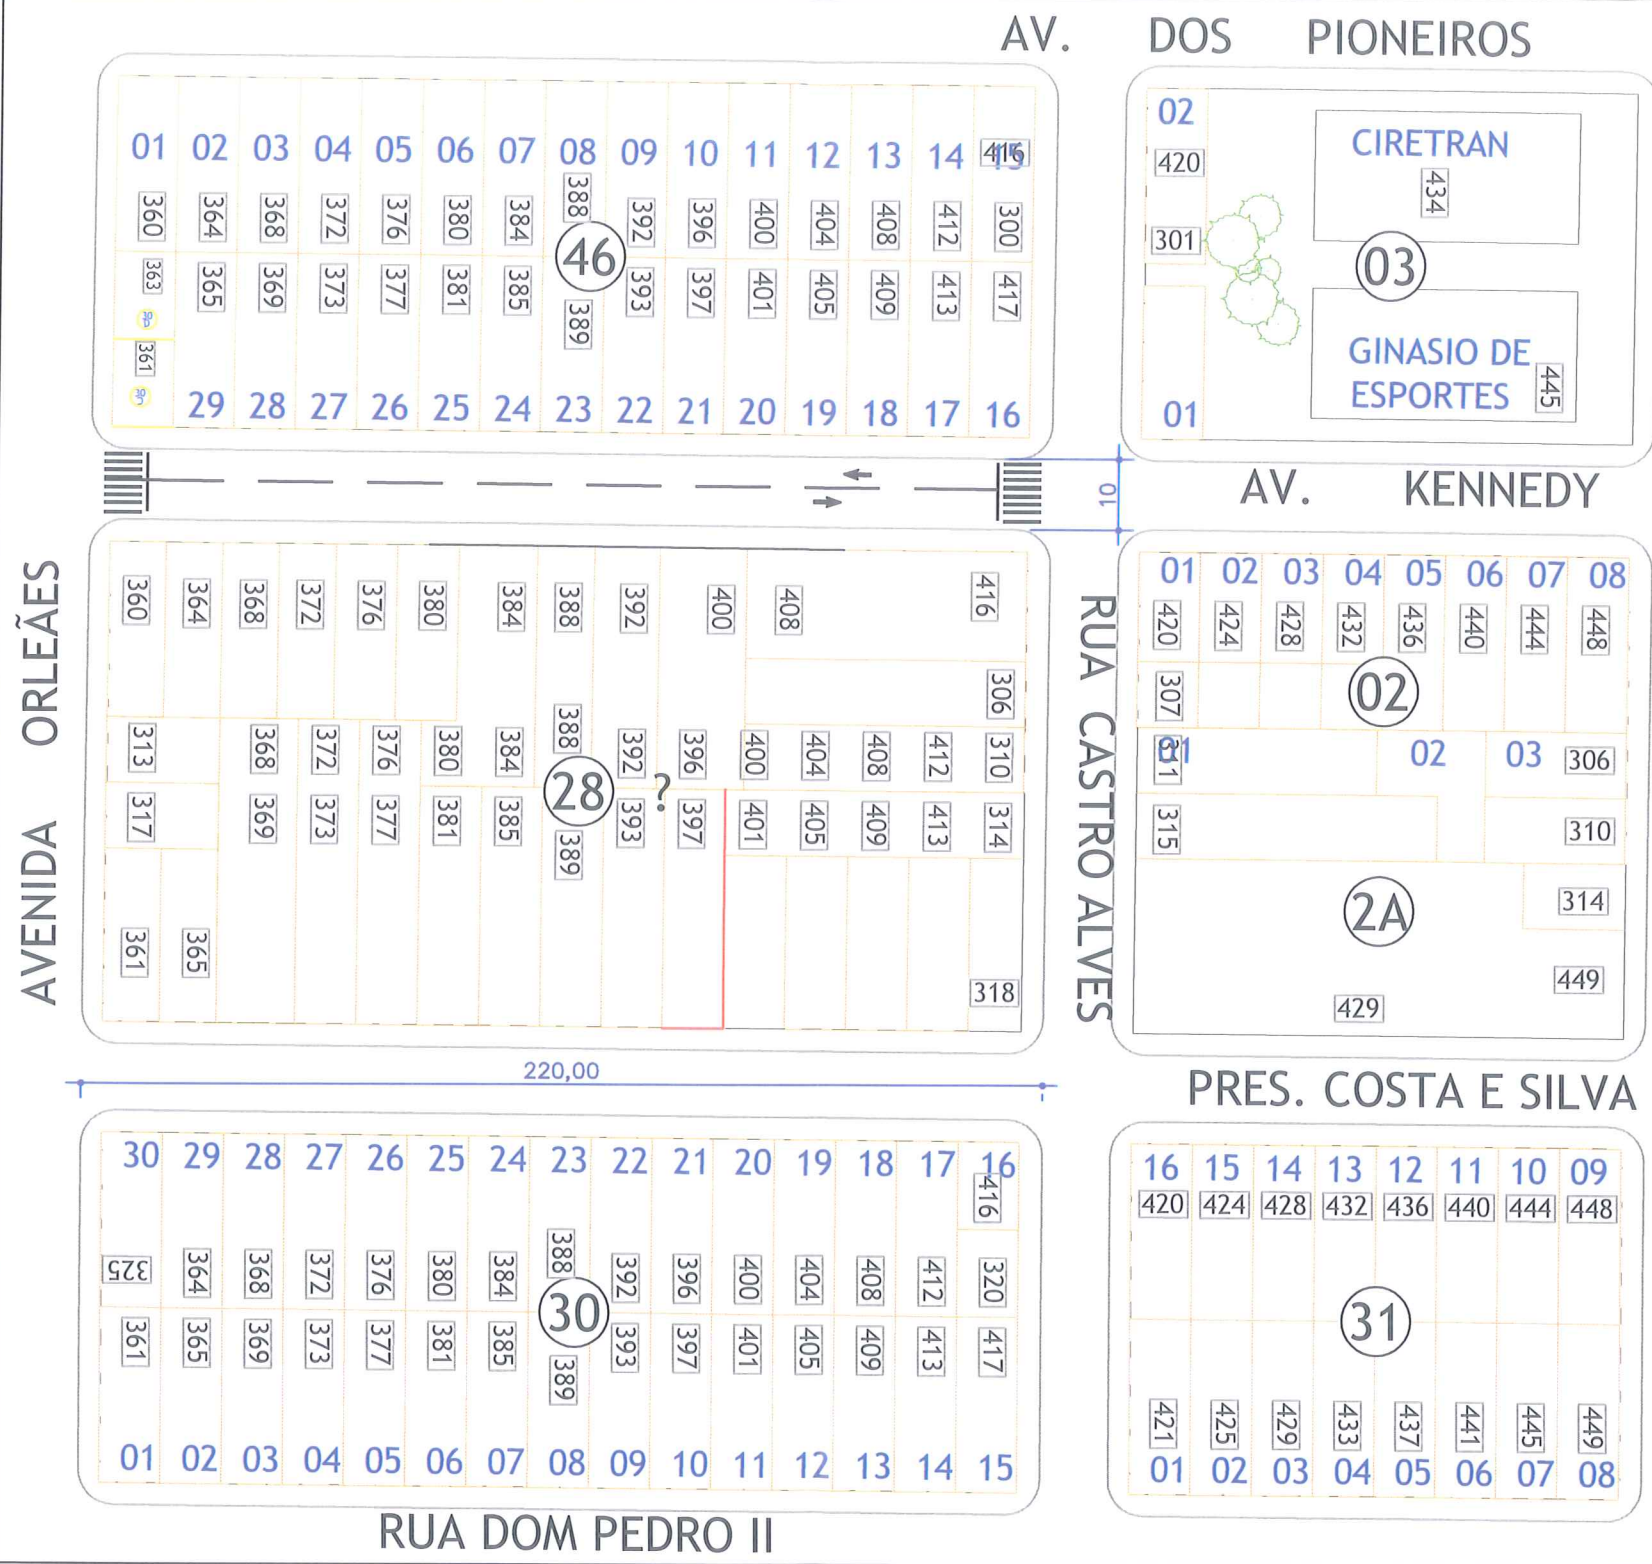 AV. DOS PIONEIROS
01 02 03 04 05 06 07 08 09 10 11 12 13 14 15
416
360 364 368 372 376 380 384 388 392 396 400 404 408 412 300
46
363 365 369 373 377 381 385 389 393 397 401 405 409 413 417
361
29 28 27 26 25 24 23 22 21 20 19 18 17 16
02
420
301
CIRETRAN
434
03
GINASIO DE
ESPORTES
445
01
10
AV. KENNEDY
AVENIDA ORLEÃES
360 364 368 372 376 380 384 388 392 400 408 416
306
313 368 372 376 380 384 388 392 396 400 404 408 412 310
28 ?
317 369 373 377 381 385 389 393 397 401 405 409 413 314
361 365
318
RUA CASTRO ALVES
01 02 03 04 05 06 07 08
420 424 428 432 436 440 444 448
307
02
01 02 03
311 306
315 310
2A
314
449
429
220,00
PRES. COSTA E SILVA
30 29 28 27 26 25 24 23 22 21 20 19 18 17 16
416
325 364 368 372 376 380 384 388 392 396 400 404 408 412 320
30
361 365 369 373 377 381 385 389 393 397 401 405 409 413 417
01 02 03 04 05 06 07 08 09 10 11 12 13 14 15
16 15 14 13 12 11 10 09
420 424 428 432 436 440 444 448
31
421 425 429 433 437 441 445 449
01 02 03 04 05 06 07 08
RUA DOM PEDRO II